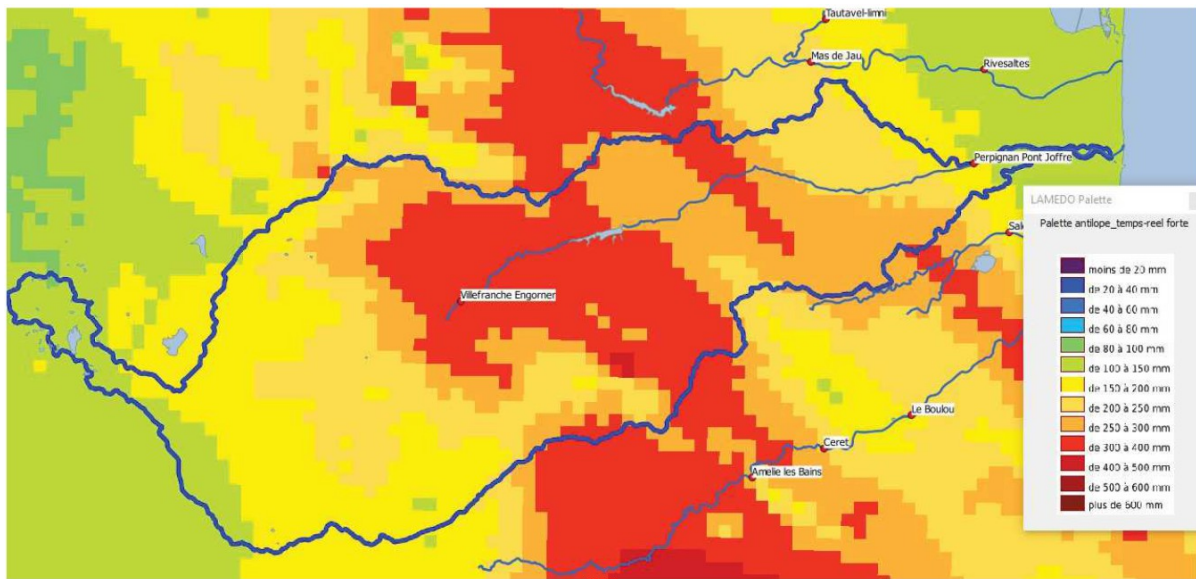 Tautavel-limni
Mas de Jau
Rivesaltes
Perpignan Pont Joffre
LAMEDO Palette
Palette antilope_temps-reel forte
Villefranche Engorner
Le Boulou
Ceret
Amelie les Bains
moins de 20 mm
de 20 à 40 mm
de 40 à 60 mm
de 60 à 80 mm
de 80 à 100 mm
de 100 à 150 mm
de 150 à 200 mm
de 200 à 250 mm
de 250 à 300 mm
de 300 à 400 mm
de 400 à 500 mm
de 500 à 600 mm
plus de 600 mm